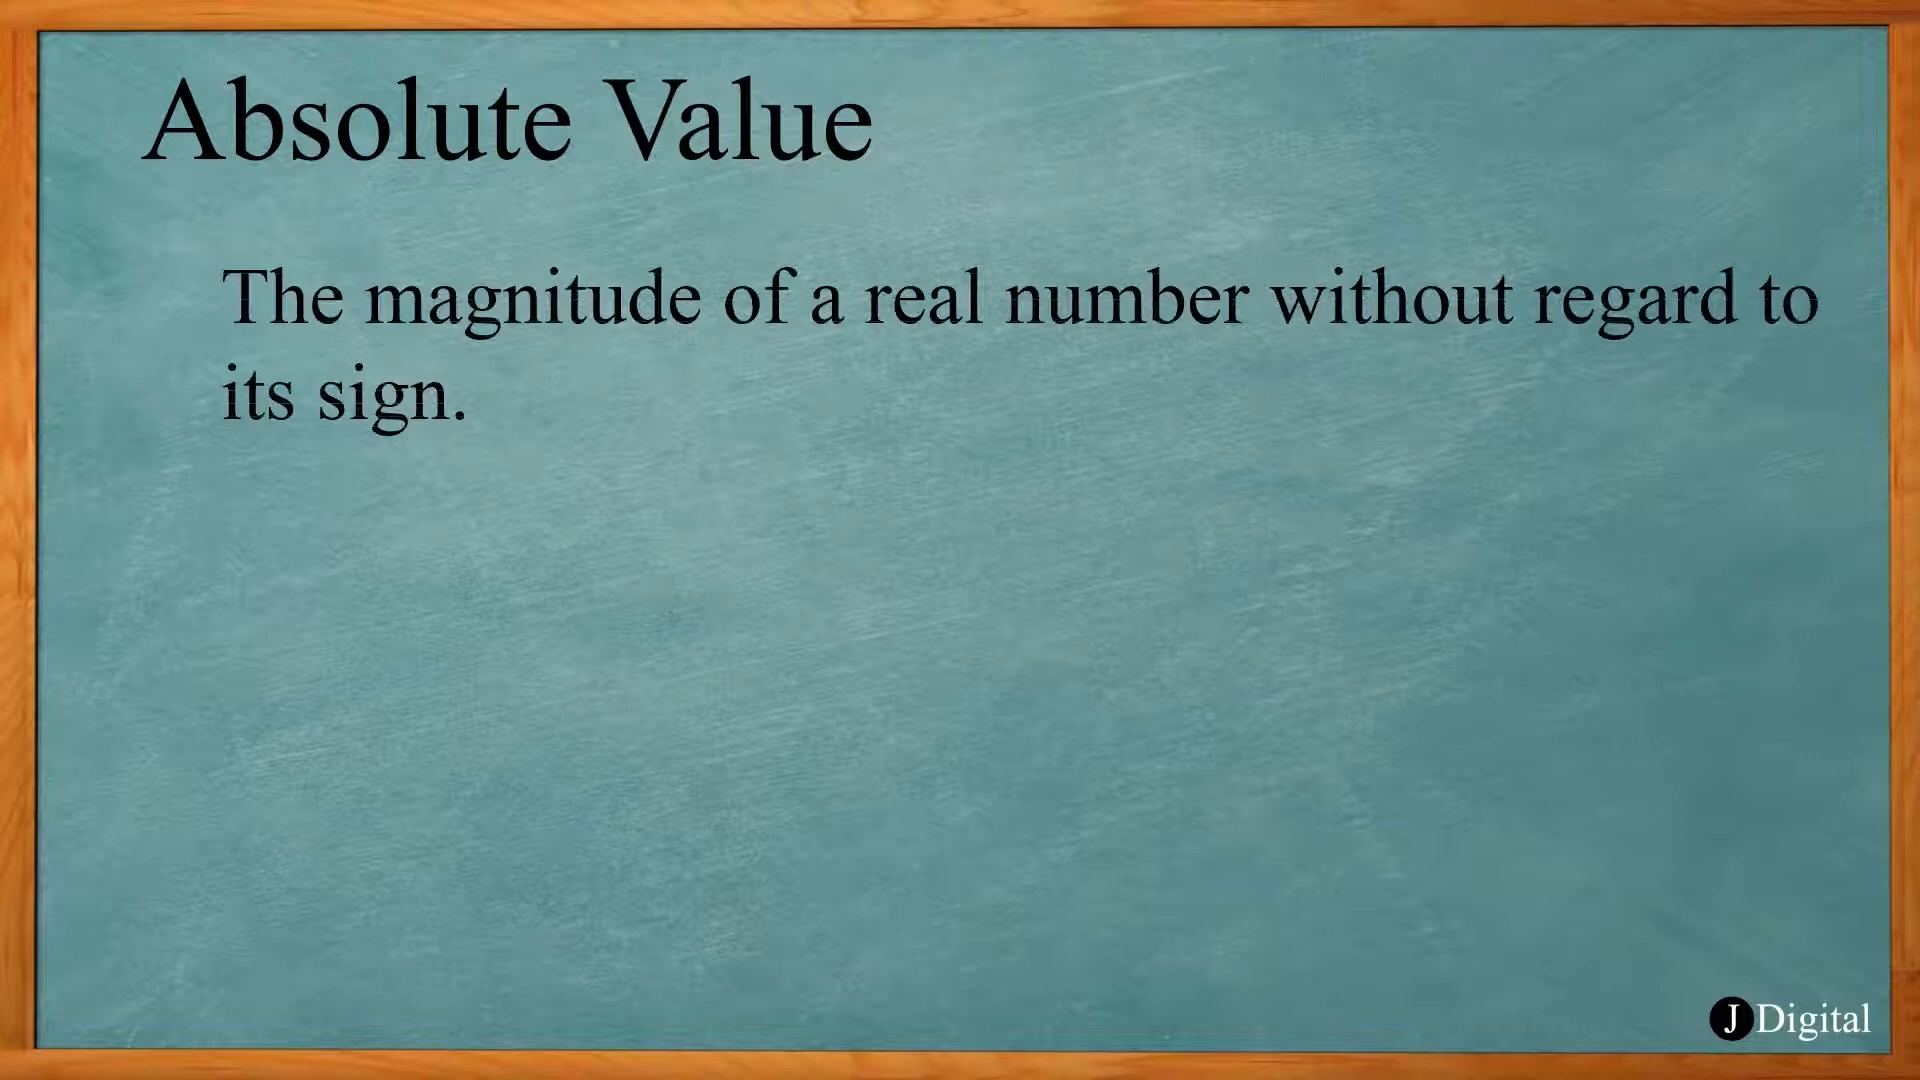 Absolute Value
The magnitude of a real number without regard to
its sign.
J Digital